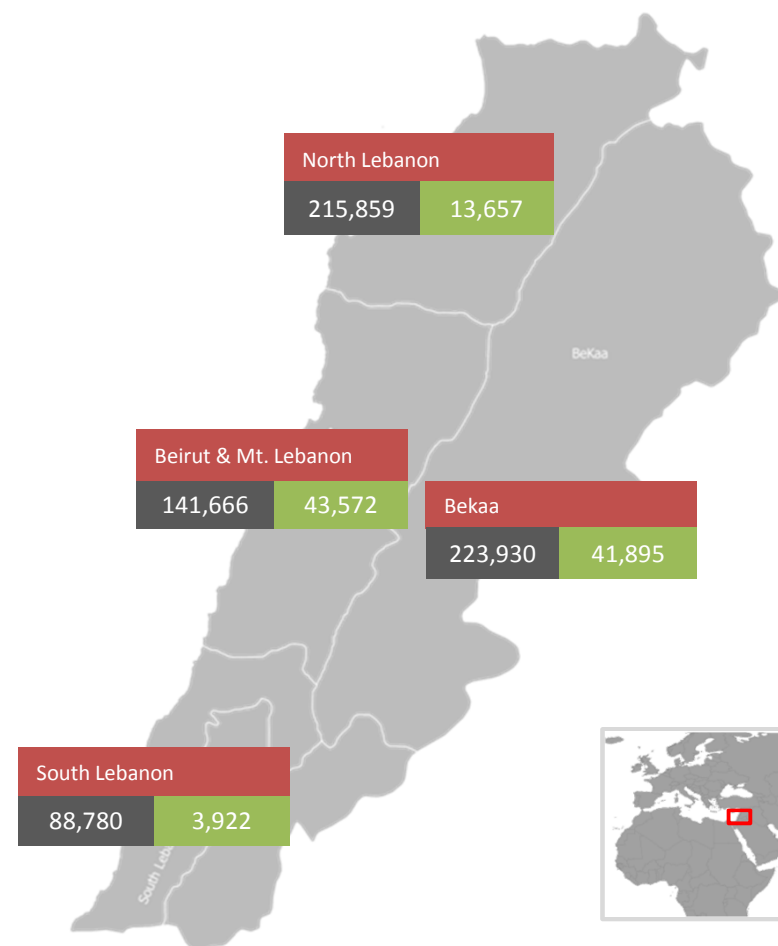 North Lebanon
215,859 13,657
BeKaa
Beirut & Mt. Lebanon
141,666 43,572
Bekaa
223,930 41,895
South Lebanon
88,780 3,922
South